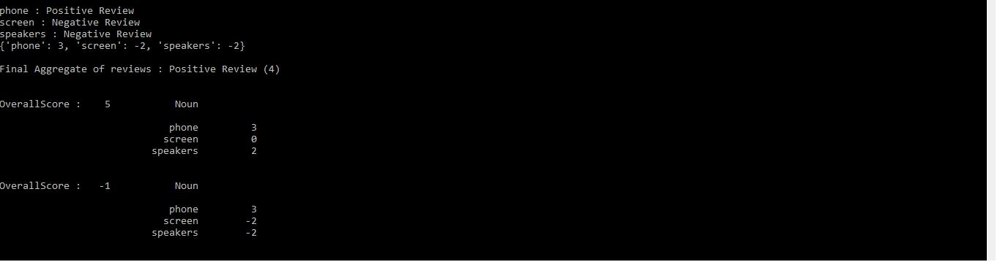 phone : Positive Review
screen : Negative Review
speakers : Negative Review
{'phone': 3, 'screen': -2, 'speakers': -2}
Final Aggregate of reviews : Positive Review (4)
OverallScore : 5 Noun
phone 3
screen 0
speakers 2
OverallScore : -1 Noun
phone 3
screen -2
speakers -2